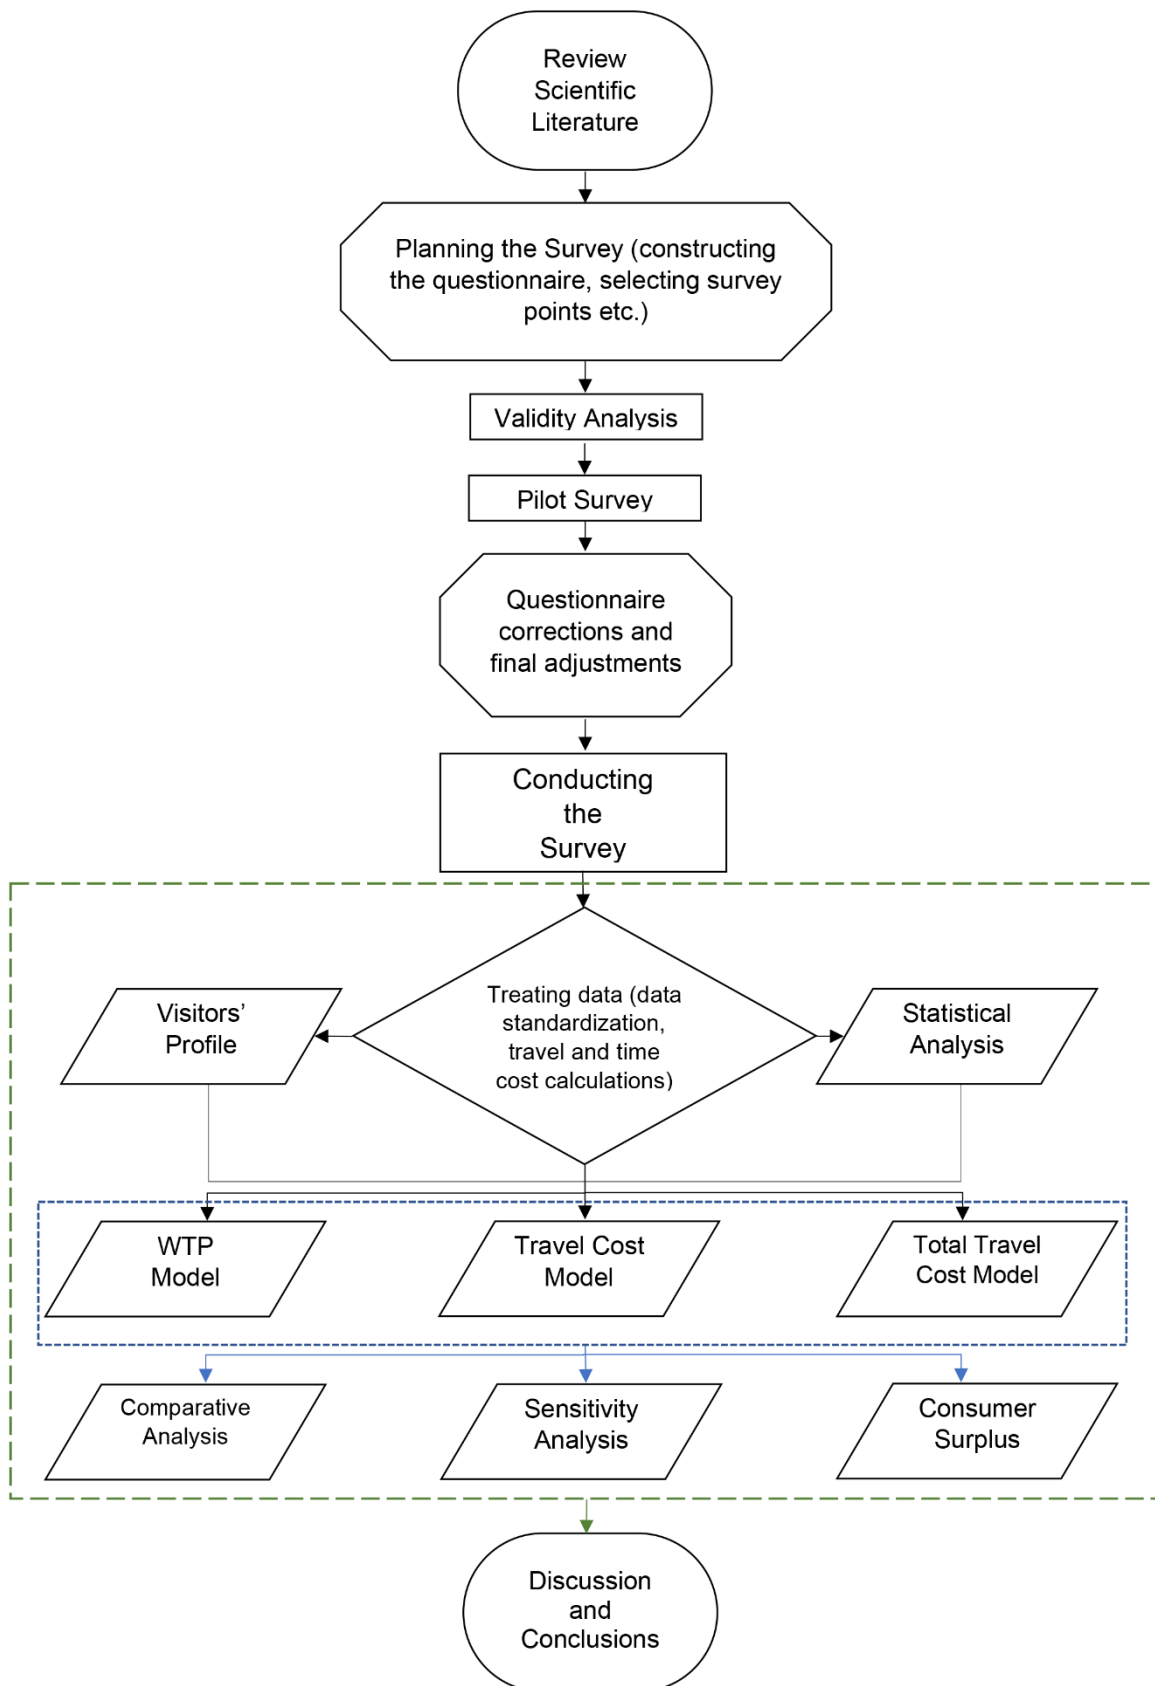 Review
Scientific
Literature
Planning the Survey (constructing
the questionnaire, selecting survey
points etc.)
Validity Analysis
Pilot Survey
Questionnaire
corrections and
final adjustments
Conducting
the
Survey
Treating data (data
standardization,
travel and time
cost calculations)
Visitors’
Profile
Statistical
Analysis
WTP
Model
Travel Cost
Model
Total Travel
Cost Model
Comparative
Analysis
Sensitivity
Analysis
Consumer
Surplus
Discussion
and
Conclusions